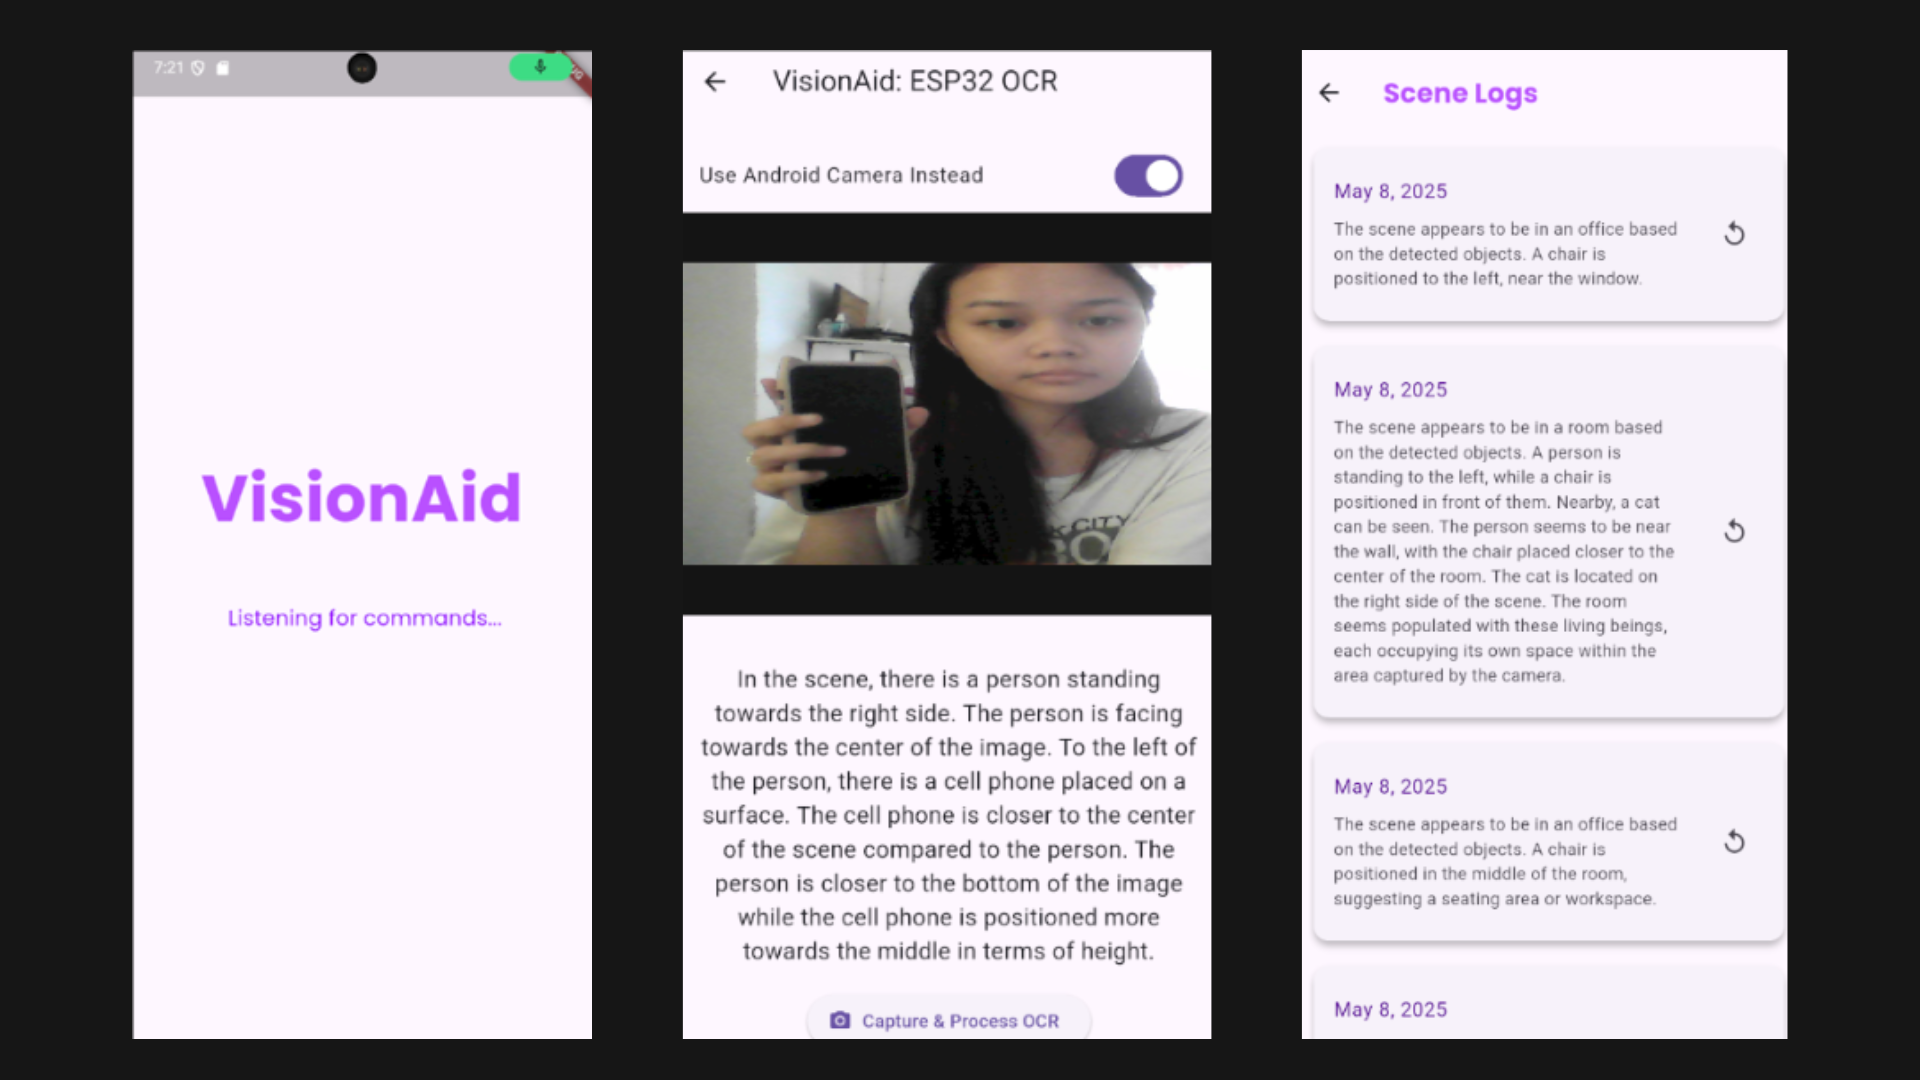 7:21
VisionAid
Listening for commands...
VisionAid: ESP32 OCR
Use Android Camera Instead
K CITY
In the scene, there is a person standing
towards the right side. The person is facing
towards the center of the image. To the left of
the person, there is a cell phone placed on a
surface. The cell phone is closer to the center
of the scene compared to the person. The
person is closer to the bottom of the image
while the cell phone is positioned more
towards the middle in terms of height.
Capture & Process OCR
Scene Logs
May 8, 2025
The scene appears to be in an office based
on the detected objects. A chair is
positioned to the left, near the window.
May 8, 2025
The scene appears to be in a room based
on the detected objects. A person is
standing to the left, while a chair is
positioned in front of them. Nearby, a cat
can be seen. The person seems to be near
the wall, with the chair placed closer to the
center of the room. The cat is located on
the right side of the scene. The room
seems populated with these living beings,
each occupying its own space within the
area captured by the camera.
May 8, 2025
The scene appears to be in an office based
on the detected objects. A chair is
positioned in the middle of the room,
suggesting a seating area or workspace.
May 8, 2025